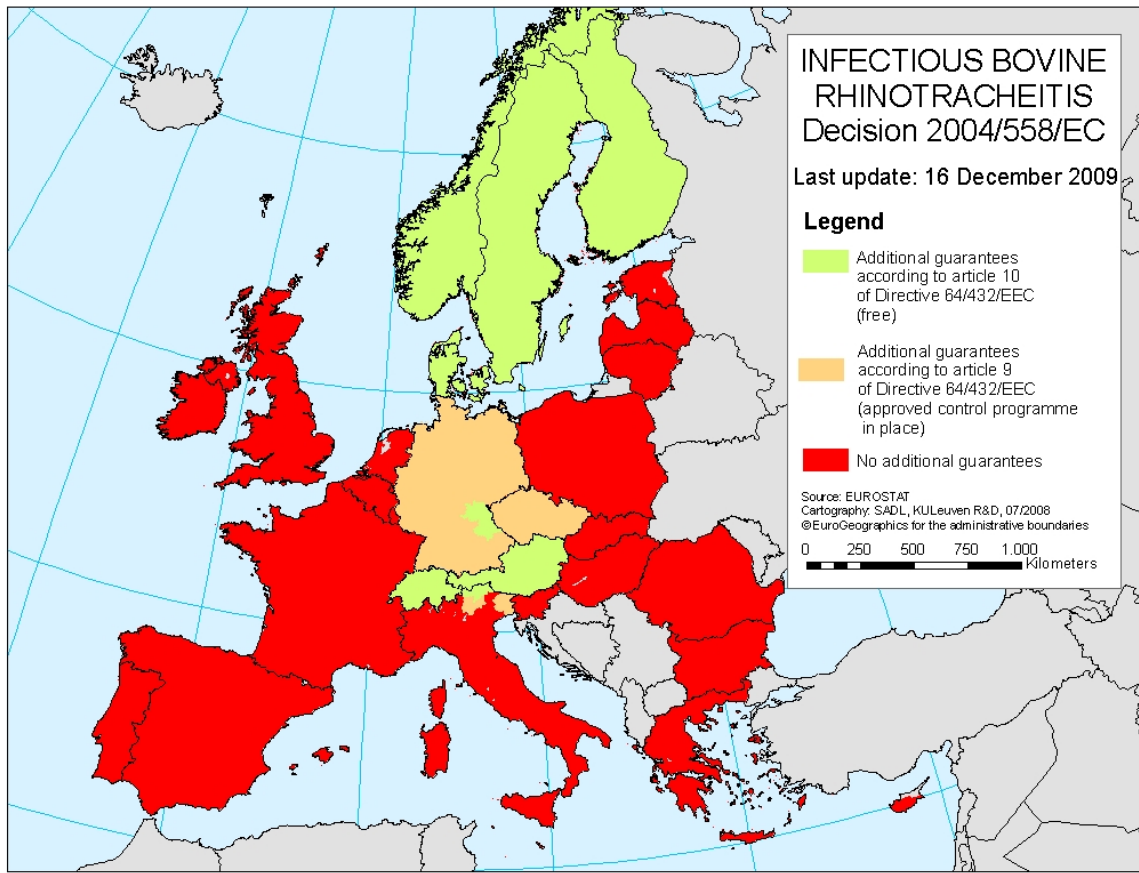 INFECTIOUS BOVINE
RHINOTRACHEITIS
Decision 2004/558/EC
Last update: 16 December 2009
Legend
Additional guarantees
according to article 10
of Directive 64/432/EEC
(free)
Additional guarantees
according to article 9
of Directive 64/432/EEC
(approved control programme
in place)
No additional guarantees
Source: EUROSTAT
Cartography: SADL, KULeuven R&D, 07/2008
©EuroGeographics for the administrative boundaries
0 250 500 750 1.000
Kilometers